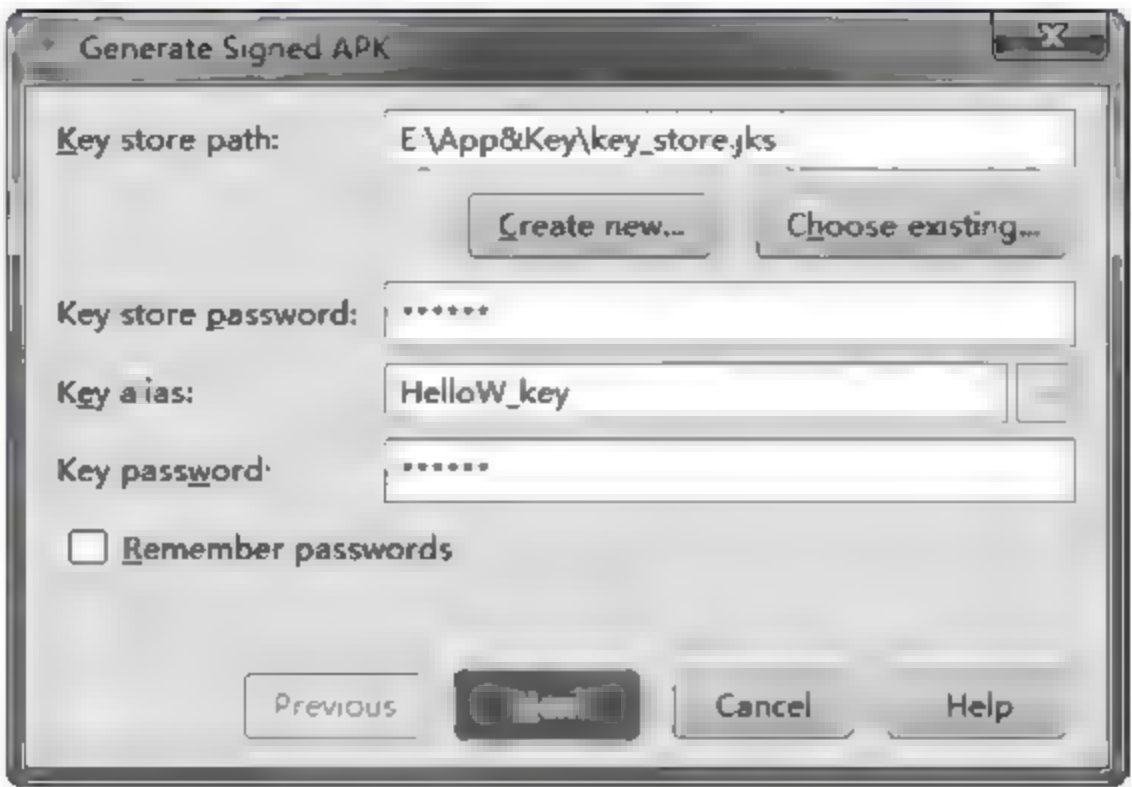 Generate Signed APK
Key store path: E:\App&Key\key_store.jks
Create new... Choose existing...
Key store password: ••••••
Key alias: HelloW_key
Key password: ••••••
Remember passwords
Previous Cancel Help